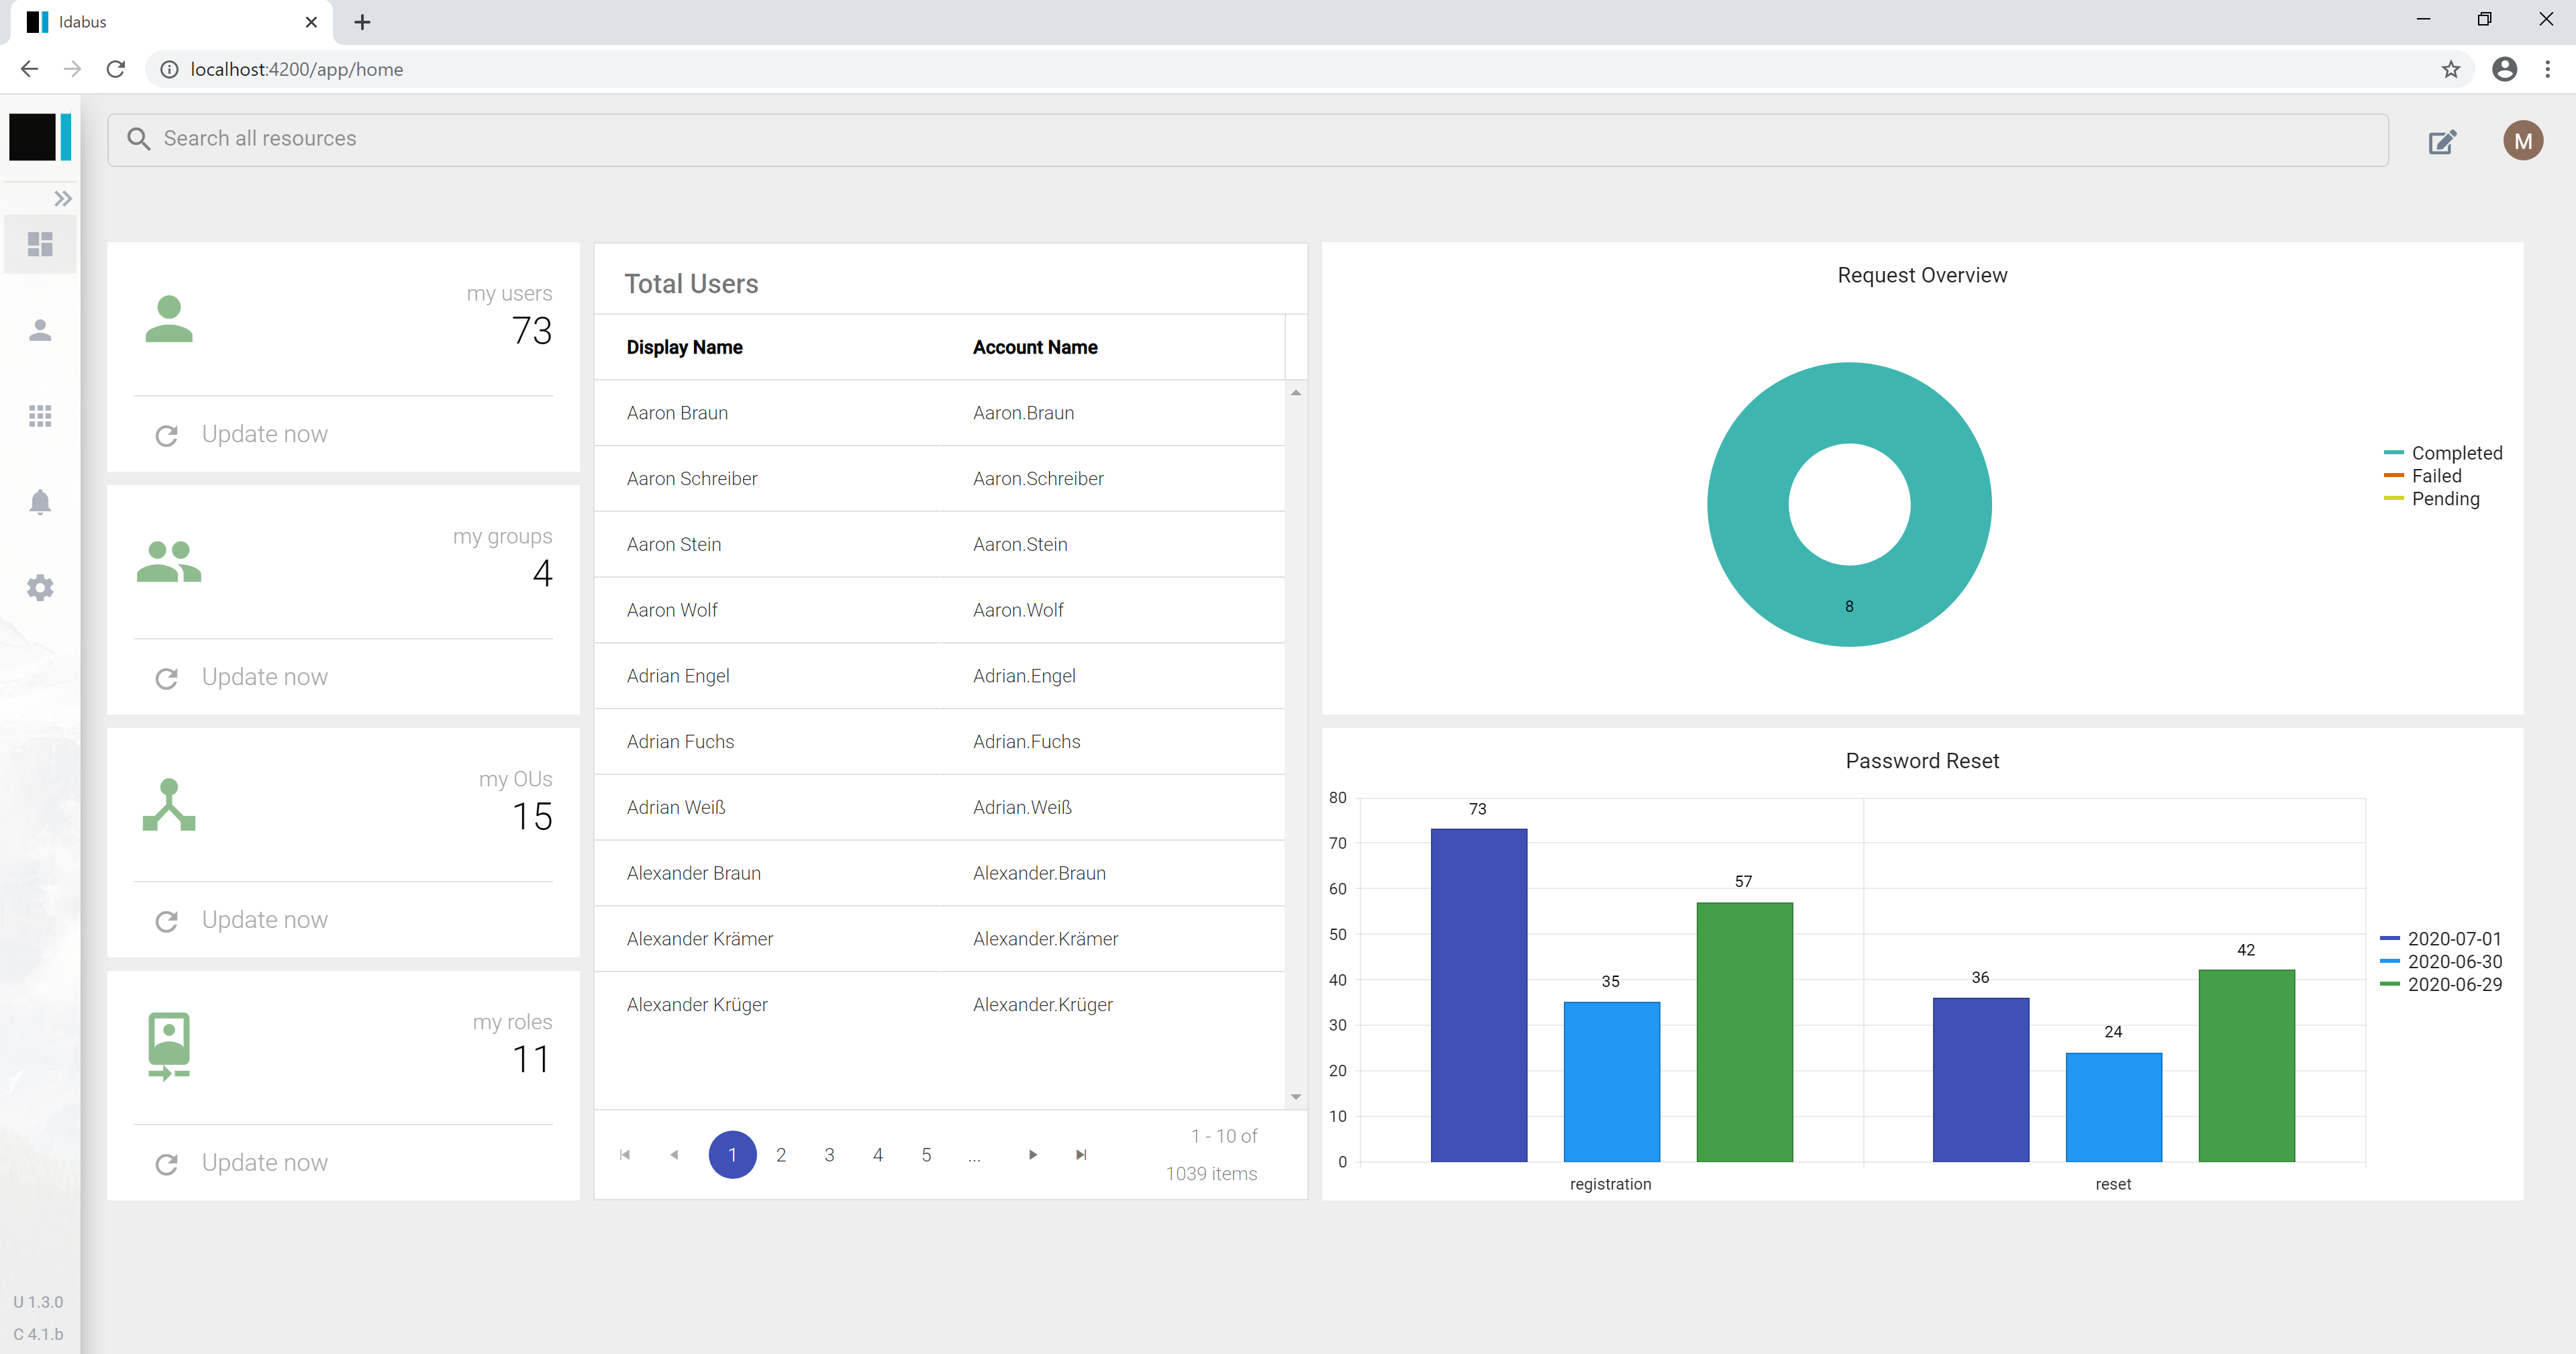 Idabus
localhost:4200/app/home
Search all resources
M
my users
73
Update now
my groups
4
Update now
my OUs
15
Update now
my roles
11
Update now
U 1.3.0
C 4.1.b
Total Users
Display Name Account Name
Aaron Braun Aaron.Braun
Aaron Schreiber Aaron.Schreiber
Aaron Stein Aaron.Stein
Aaron Wolf Aaron.Wolf
Adrian Engel Adrian.Engel
Adrian Fuchs Adrian.Fuchs
Adrian Weiß Adrian.Weiß
Alexander Braun Alexander.Braun
Alexander Krämer Alexander.Krämer
Alexander Krüger Alexander.Krüger
1 2 3 4 5 ...
1 - 10 of
1039 items
Request Overview
8
Completed
Failed
Pending
Password Reset
80
70
60
50
40
30
20
10
0
73
35
57
36
24
42
registration reset
2020-07-01
2020-06-30
2020-06-29